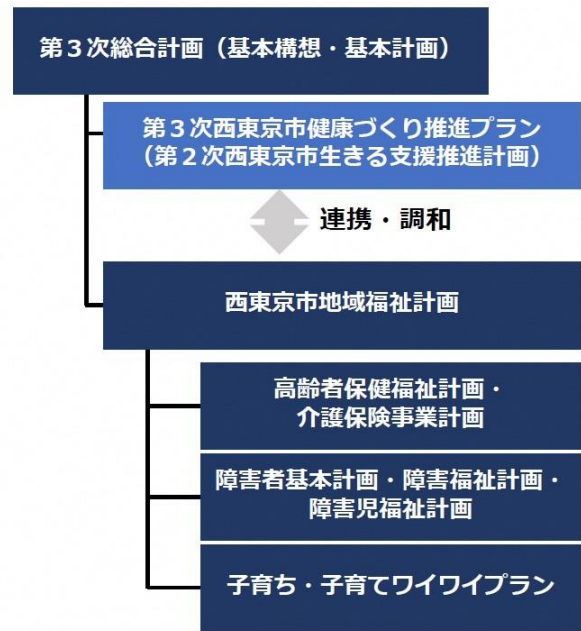 第３次総合計画（基本構想・基本計画）
第３次西東京市健康づくり推進プラン
（第２次西東京市生きる支援推進計画）
連携・調和
西東京市地域福祉計画
高齢者保健福祉計画・
介護保険事業計画
障害者基本計画・障害福祉計画・
障害児福祉計画
子育ち・子育てワイワイプラン